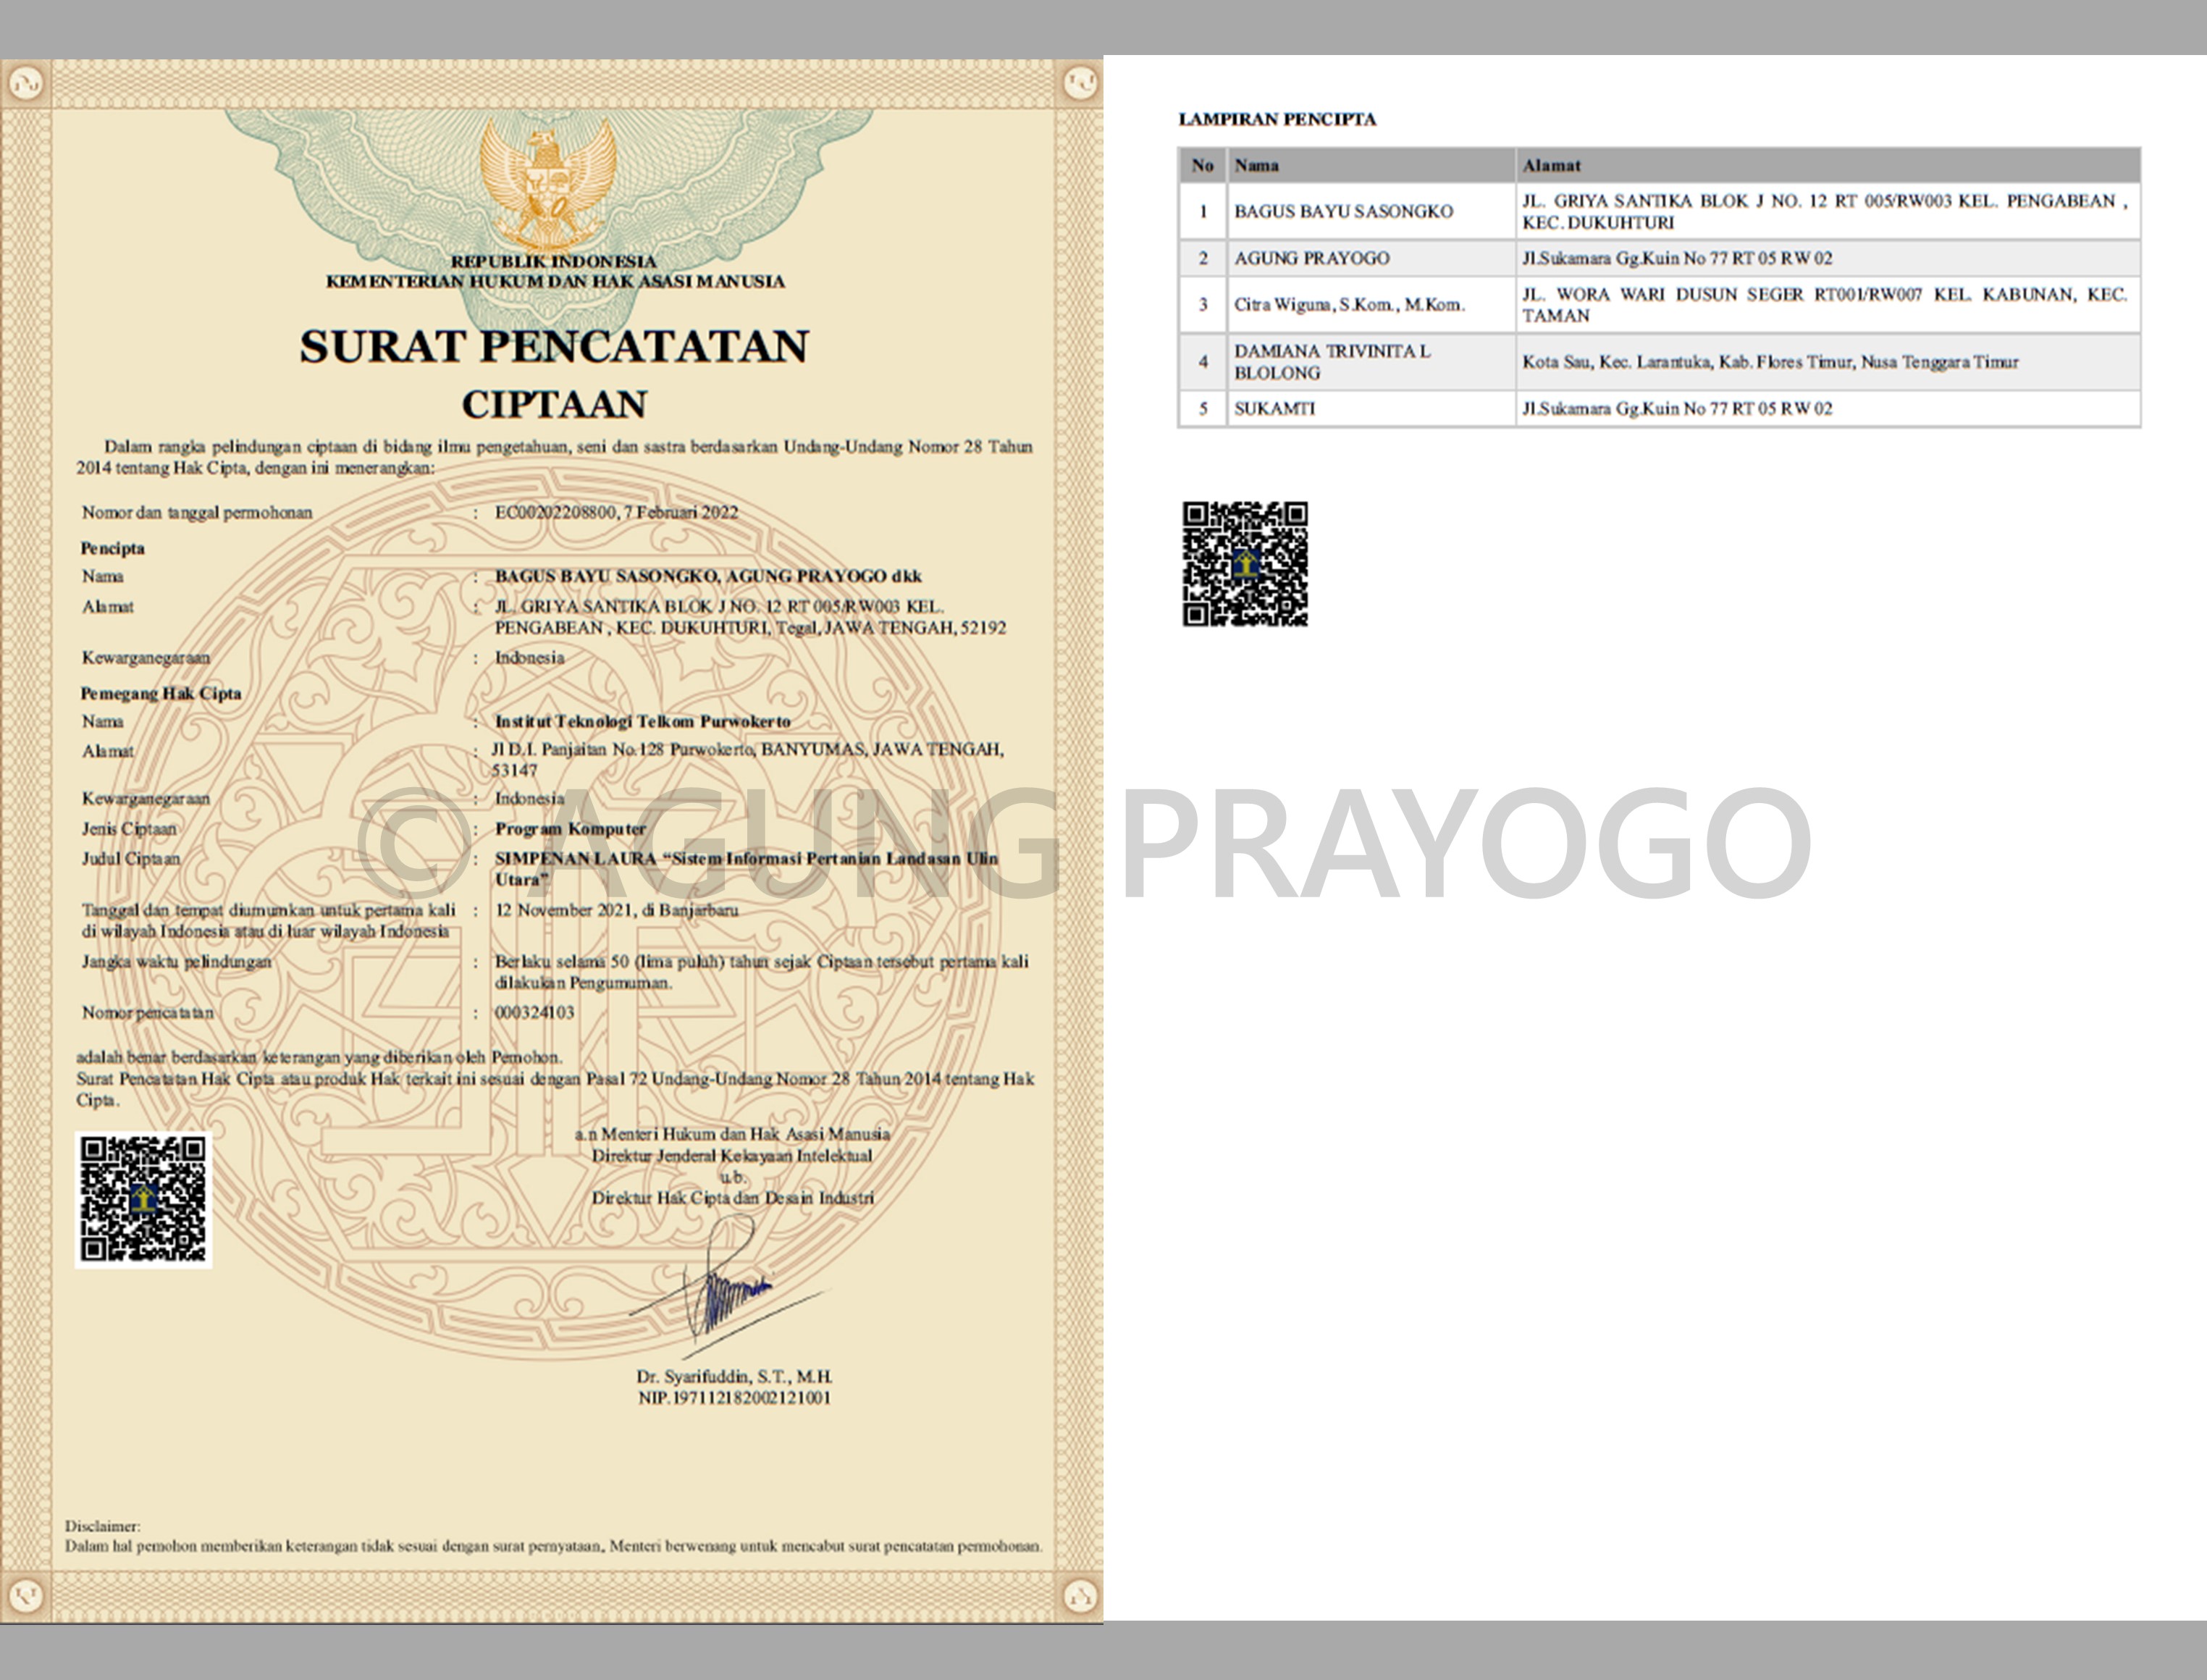 REPUBLIK INDONESIA
KEMENTERIAN HUKUM DAN HAK ASASI MANUSIA
SURAT PENCATATAN
CIPTAAN
Dalam rangka pelindungan ciptaan di bidang ilmu pengetahuan, seni dan sastra berdasarkan Undang-Undang Nomor 28 Tahun
2014 tentang Hak Cipta, dengan ini menerangkan:
Nomor dan tanggal permohonan : EC00202208800, 7 Februari 2022
Pencipta
Nama : BAGUS BAYU SASONGKO, AGUNG PRAYOGO dkk
Alamat : JL. GRIYA SANTIKA BLOK J NO. 12 RT 005/RW003 KEL.
PENGABEAN , KEC. DUKUHTURI, Tegal, JAWA TENGAH, 52192
Kewarganegaraan : Indonesia
Pemegang Hak Cipta
Nama : Institut Teknologi Telkom Purwokerto
Alamat : Jl D.I. Panjaitan No.128 Purwokerto, BANYUMAS, JAWA TENGAH,
53147
Kewarganegaraan : Indonesia
Jenis Ciptaan : Program Komputer
Judul Ciptaan : SIMPENAN LAURA “Sistem Informasi Pertanian Landasan Ulin
Utara”
Tanggal dan tempat diumumkan untuk pertama kali : 12 November 2021, di Banjarbaru
di wilayah Indonesia atau di luar wilayah Indonesia
Jangka waktu pelindungan : Berlaku selama 50 (lima puluh) tahun sejak Ciptaan tersebut pertama kali
dilakukan Pengumuman.
Nomor pencatatan : 000324103
adalah benar berdasarkan keterangan yang diberikan oleh Pemohon.
Surat Pencatatan Hak Cipta atau produk Hak terkait ini sesuai dengan Pasal 72 Undang-Undang Nomor 28 Tahun 2014 tentang Hak
Cipta.
a.n Menteri Hukum dan Hak Asasi Manusia
Direktur Jenderal Kekayaan Intelektual
u.b.
Direktur Hak Cipta dan Desain Industri
Dr. Syarifuddin, S.T., M.H.
NIP.197112182002121001
Disclaimer:
Dalam hal pemohon memberikan keterangan tidak sesuai dengan surat pernyataan, Menteri berwenang untuk mencabut surat pencatatan permohonan.
LAMPIRAN PENCIPTA
No Nama Alamat
1 BAGUS BAYU SASONGKO JL. GRIYA SANTIKA BLOK J NO. 12 RT 005/RW003 KEL. PENGABEAN ,
KEC. DUKUHTURI
2 AGUNG PRAYOGO Jl.Sukamara Gg.Kuin No 77 RT 05 RW 02
3 Citra Wiguna, S.Kom., M.Kom. JL. WORA WARI DUSUN SEGER RT001/RW007 KEL. KABUNAN, KEC.
TAMAN
4 DAMIANA TRIVINITA L
BLOLONG Kota Sau, Kec. Larantuka, Kab. Flores Timur, Nusa Tenggara Timur
5 SUKAMTI Jl.Sukamara Gg.Kuin No 77 RT 05 RW 02
© AGUNG PRAYOGO